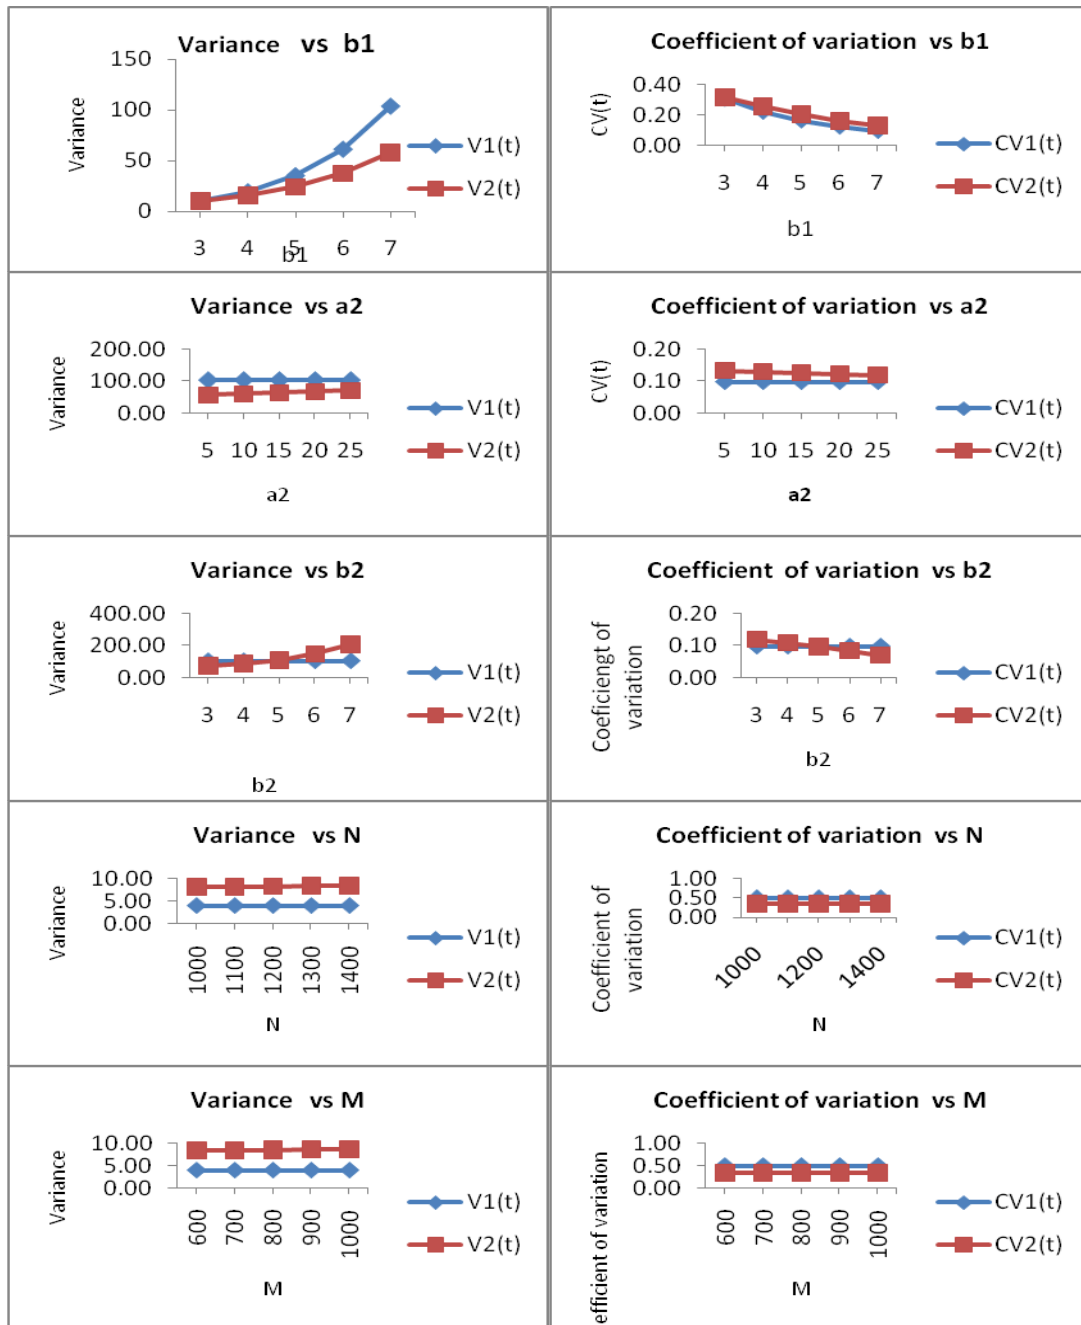 Variance vs b1
150
100
50
0
Variance
3 4 5 6 7
b1
V1(t)
V2(t)
Coefficient of variation vs b1
0.40
0.20
0.00
CV(t)
3 4 5 6 7
b1
CV1(t)
CV2(t)
Variance vs a2
200.00
100.00
0.00
Variance
5 10 15 20 25
a2
V1(t)
V2(t)
Coefficient of variation vs a2
0.20
0.10
0.00
CV(t)
5 10 15 20 25
a2
CV1(t)
CV2(t)
Variance vs b2
400.00
200.00
0.00
Variance
3 4 5 6 7
b2
V1(t)
V2(t)
Coefficient of variation vs b2
0.20
0.10
0.00
Coeficiengt of
variation
3 4 5 6 7
b2
CV1(t)
CV2(t)
Variance vs N
10.00
5.00
0.00
Variance
1000 1100 1200 1300 1400
N
V1(t)
V2(t)
Coefficient of variation vs N
1.00
0.50
0.00
Coefficient of
variation
1000 1200 1400
N
CV1(t)
CV2(t)
Variance vs M
10.00
5.00
0.00
Variance
600 700 800 900 1000
M
V1(t)
V2(t)
Coefficient of variation vs M
1.00
0.50
0.00
efficient of variation
600 700 800 900 1000
M
CV1(t)
CV2(t)